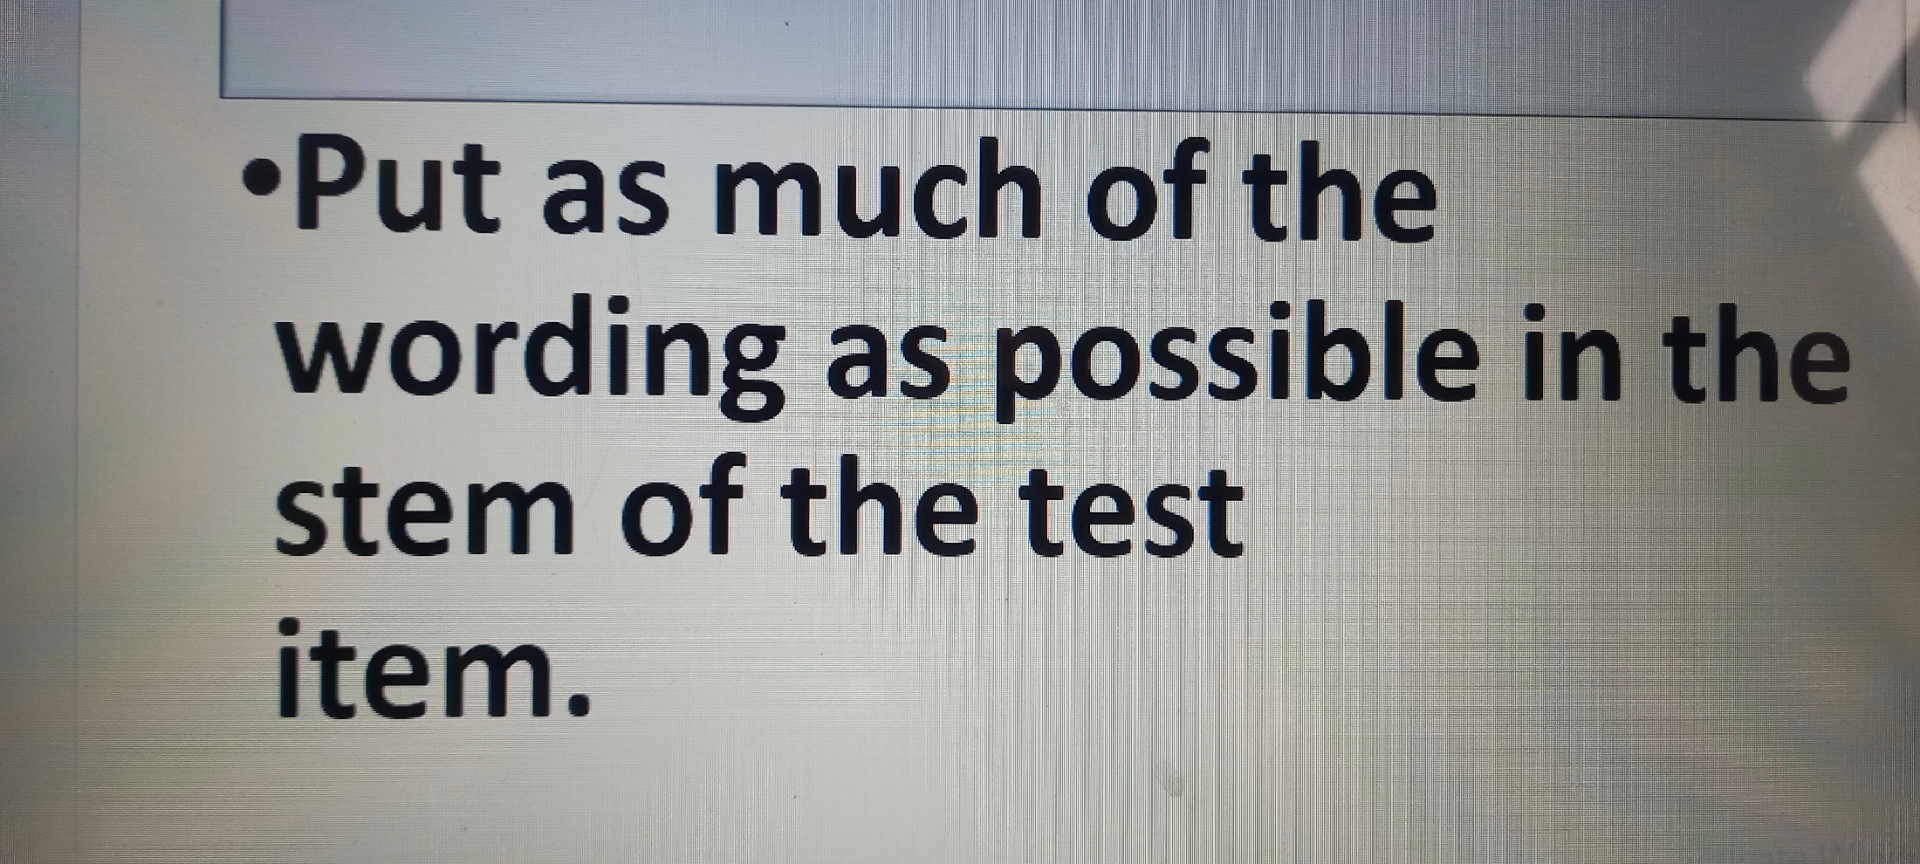 •Put as much of the
wording as possible in the
stem of the test
item.